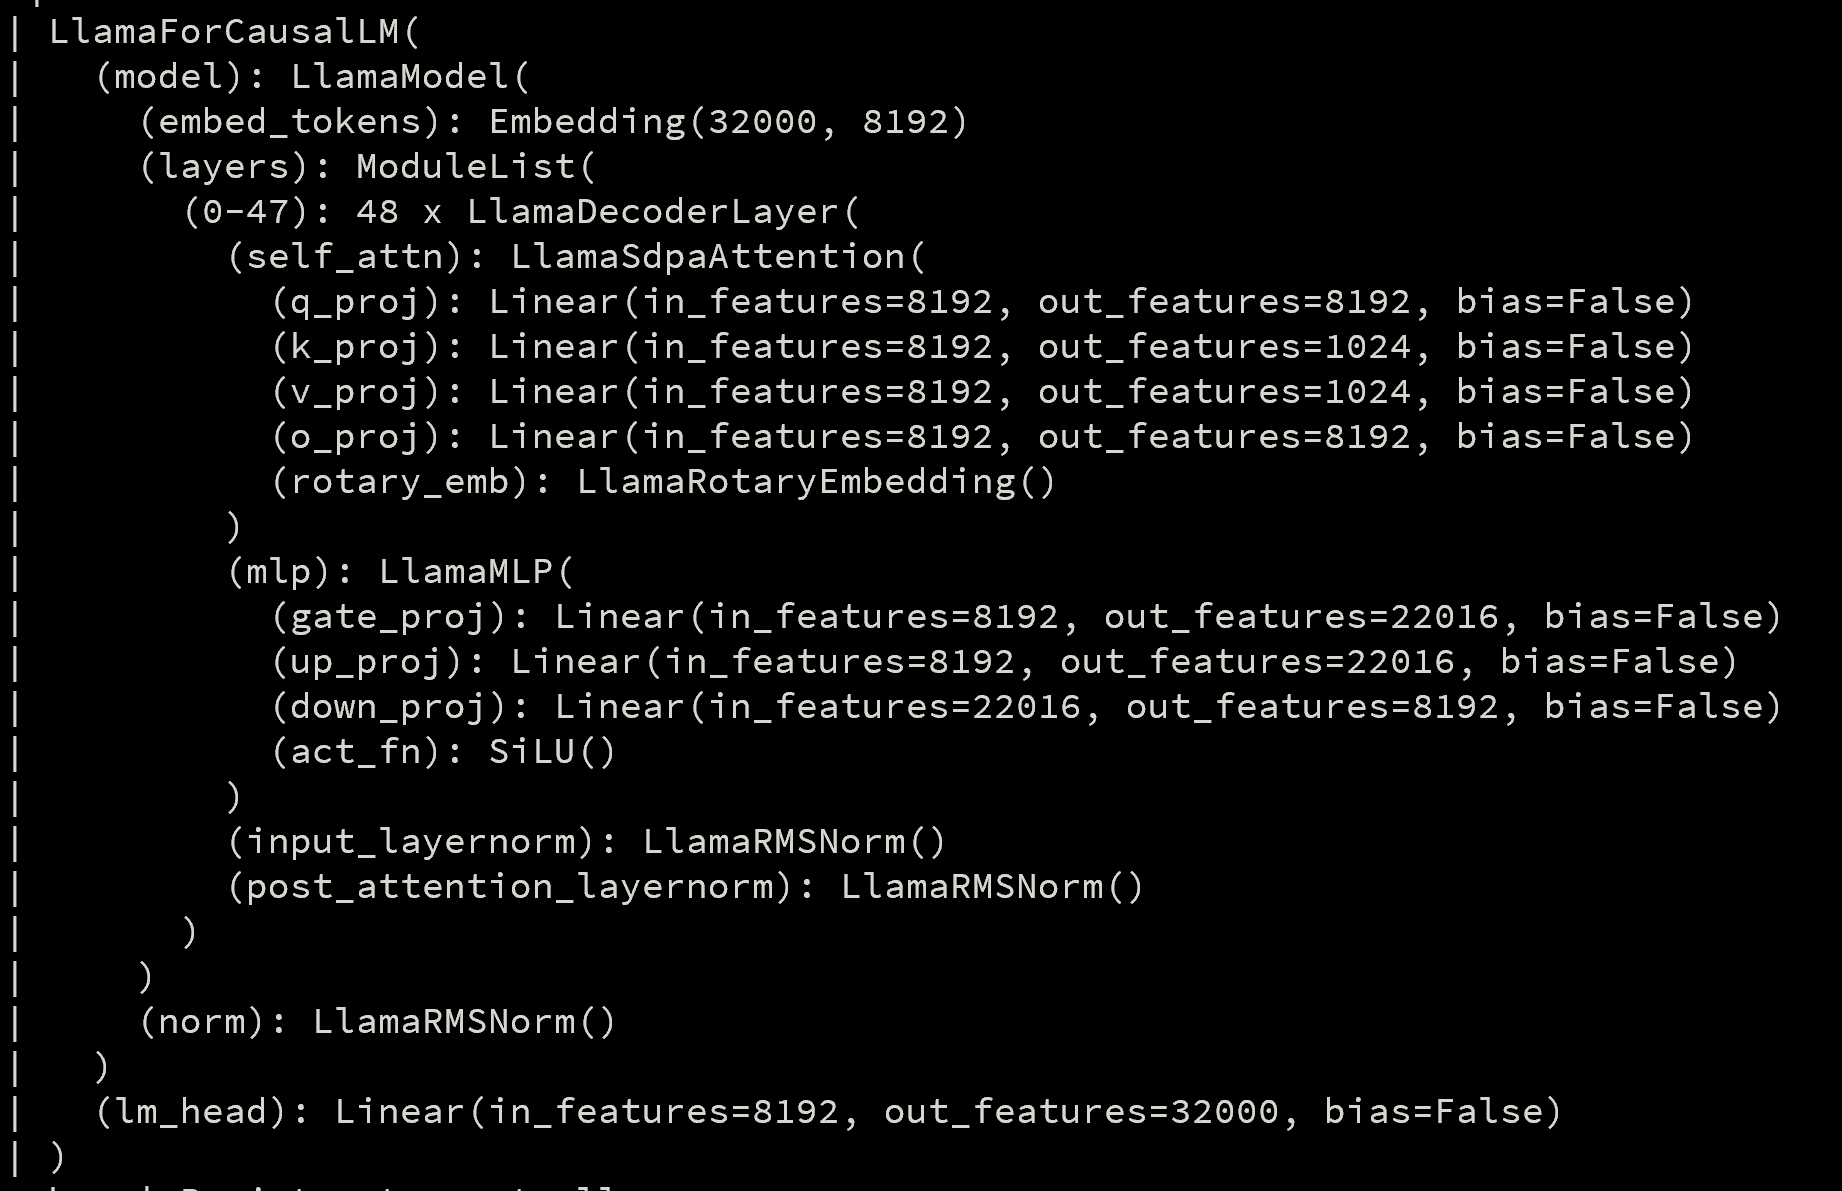 | LlamaForCausalLM(
|   (model): LlamaModel(
|     (embed_tokens): Embedding(32000, 8192)
|     (layers): ModuleList(
|       (0-47): 48 x LlamaDecoderLayer(
|         (self_attn): LlamaSdpaAttention(
|           (q_proj): Linear(in_features=8192, out_features=8192, bias=False)
|           (k_proj): Linear(in_features=8192, out_features=1024, bias=False)
|           (v_proj): Linear(in_features=8192, out_features=1024, bias=False)
|           (o_proj): Linear(in_features=8192, out_features=8192, bias=False)
|           (rotary_emb): LlamaRotaryEmbedding()
|         )
|         (mlp): LlamaMLP(
|           (gate_proj): Linear(in_features=8192, out_features=22016, bias=False)
|           (up_proj): Linear(in_features=8192, out_features=22016, bias=False)
|           (down_proj): Linear(in_features=22016, out_features=8192, bias=False)
|           (act_fn): SiLU()
|         )
|         (input_layernorm): LlamaRMSNorm()
|         (post_attention_layernorm): LlamaRMSNorm()
|       )
|     )
|     (norm): LlamaRMSNorm()
|   )
|   (lm_head): Linear(in_features=8192, out_features=32000, bias=False)
| )